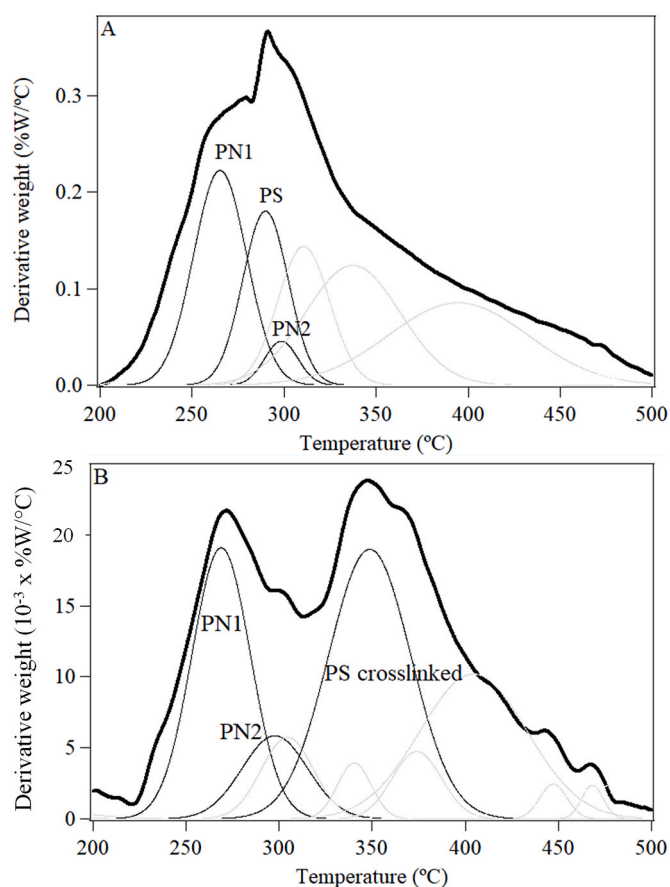 A
PN1
PS
PN2
0.3
0.2
0.1
0.0
Derivative weight (%W/ºC)
200 250 300 350 400 450 500
Temperature (ºC)
B
PN1
PS crosslinked
PN2
25
20
15
10
5
0
Derivative weight (10⁻³ x %W/°C)
200 250 300 350 400 450 500
Temperature (ºC)